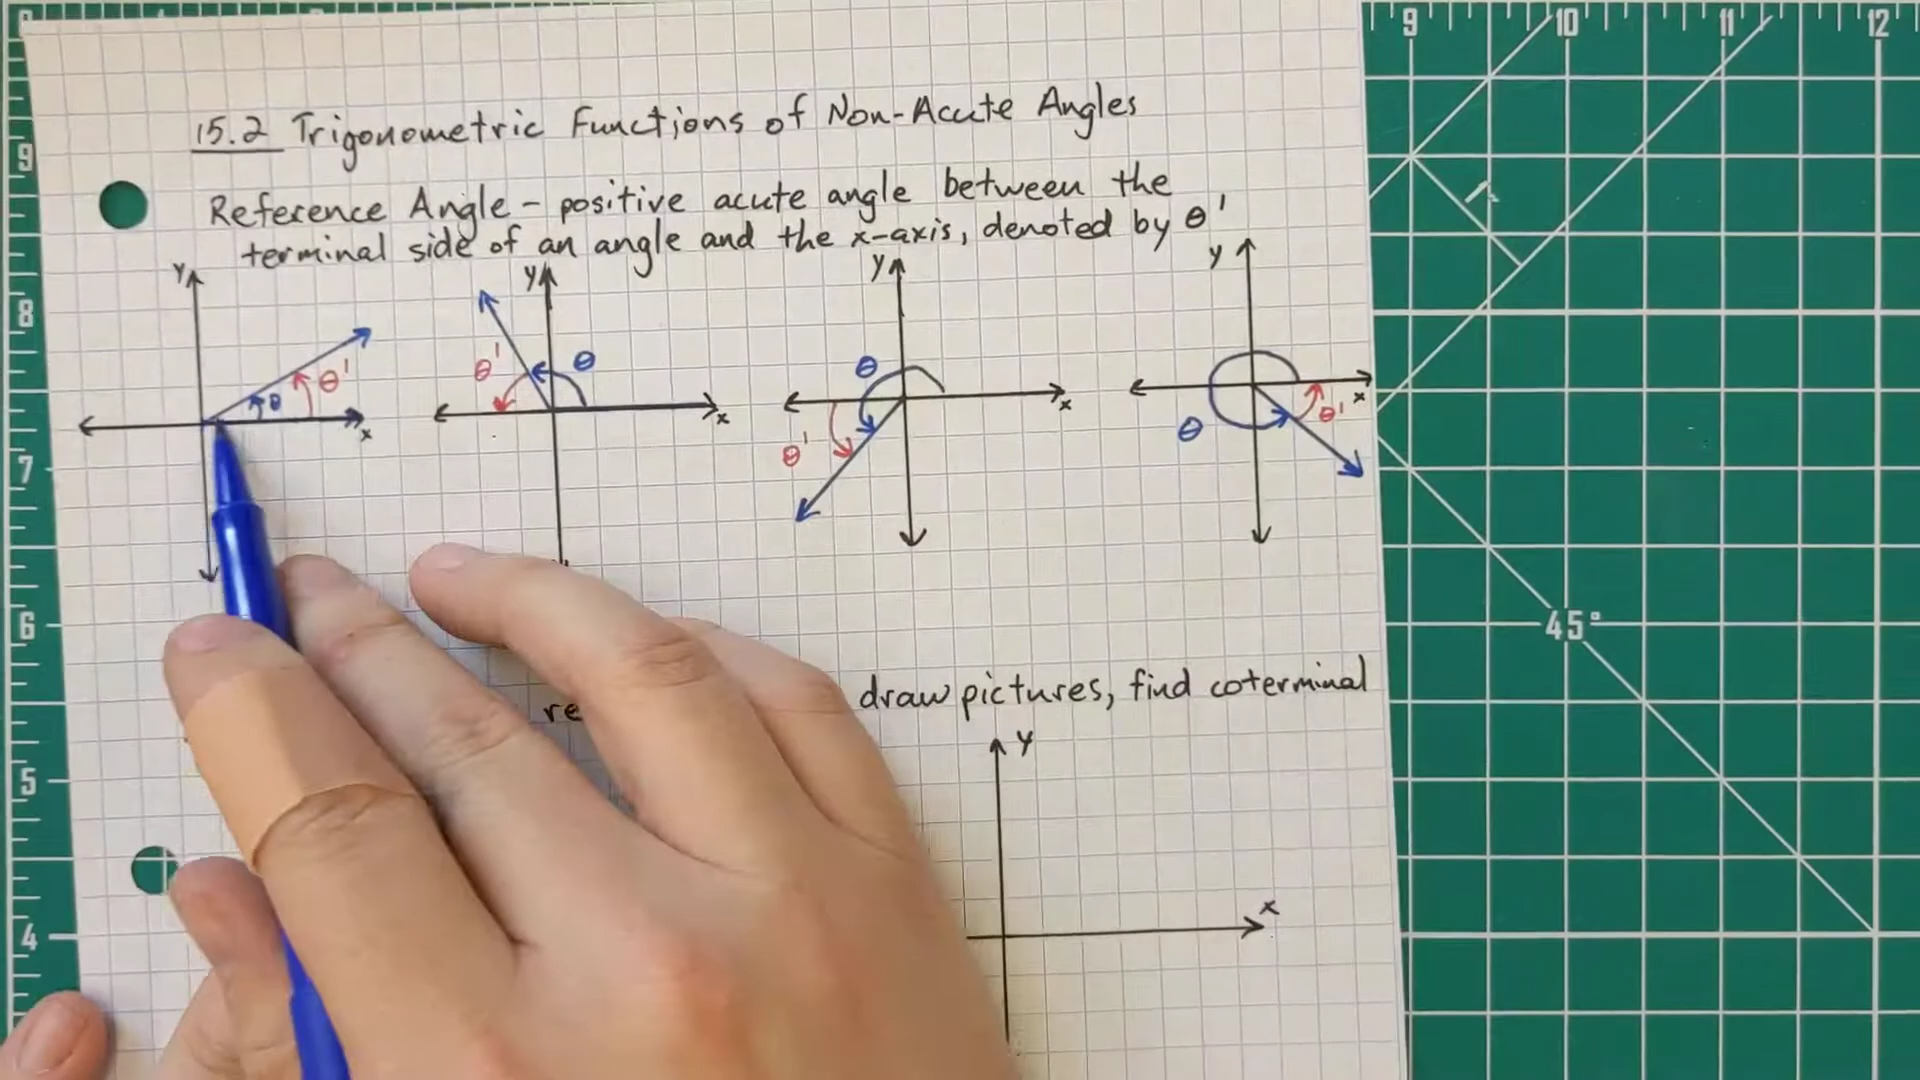 9 10 11 12
15.2 Trigonometric Functions of Non-Acute Angles
Reference Angle - positive acute angle between the
terminal side of an angle and the x-axis, denoted by θ'
y y y y
θ θ' x
θ' θ x
θ θ' x
θ θ' x
draw pictures, find coterminal
re
y
x
9
8
7
6
5
4
1
45°